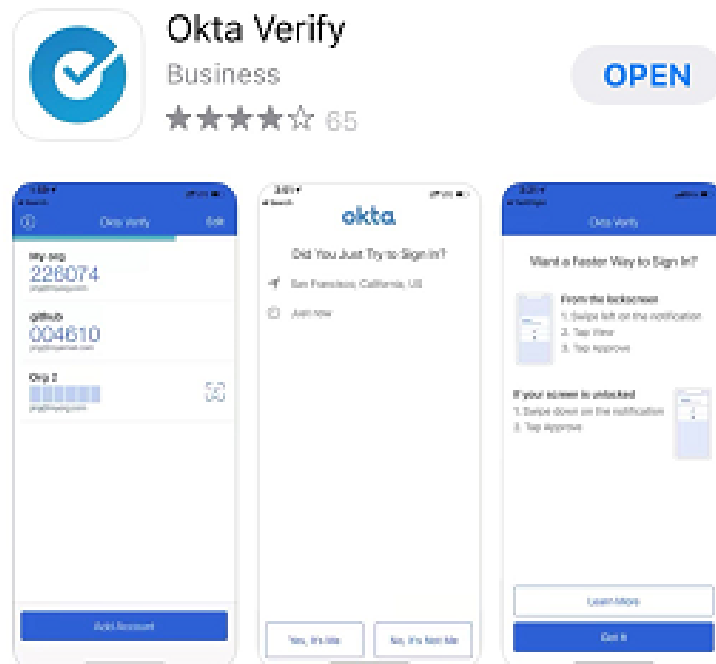 Okta Verify
Business
OPEN
65
Okta Verify
Edit
My org
226074
github
004610
Org 2
Add Account
Search
okta
Did You Just Try to Sign In?
San Francisco, California, US
Just now
Yes, It's Me
No, It's Not Me
Okta Verify
Want a Faster Way to Sign In?
From the lockscreen
1. Swipe left on the notification
2. Tap View
3. Tap Approve
If your screen is unlocked
1. Swipe down on the notification
2. Tap Approve
Learn More
Got It